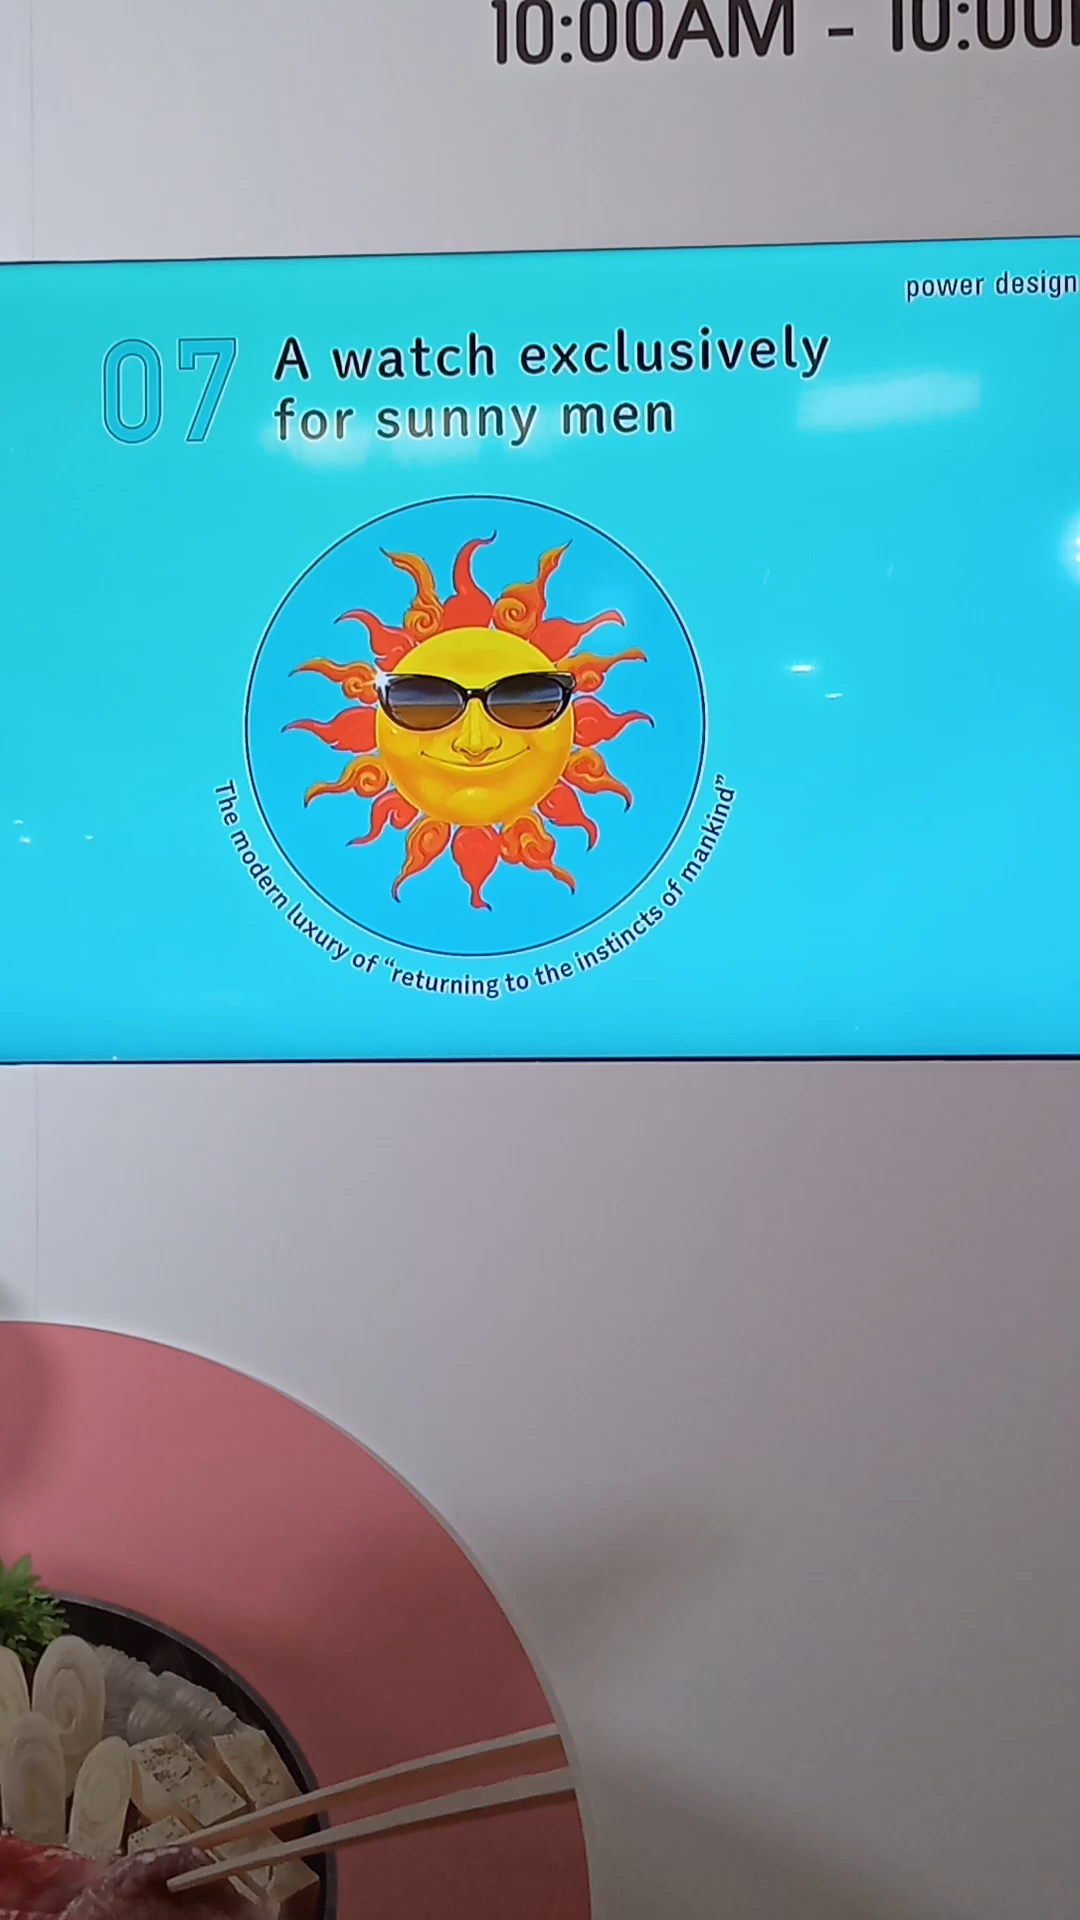 10:00AM - 10:00
power design
07
A watch exclusively
for sunny men
The modern luxury of “returning to the instincts of mankind”